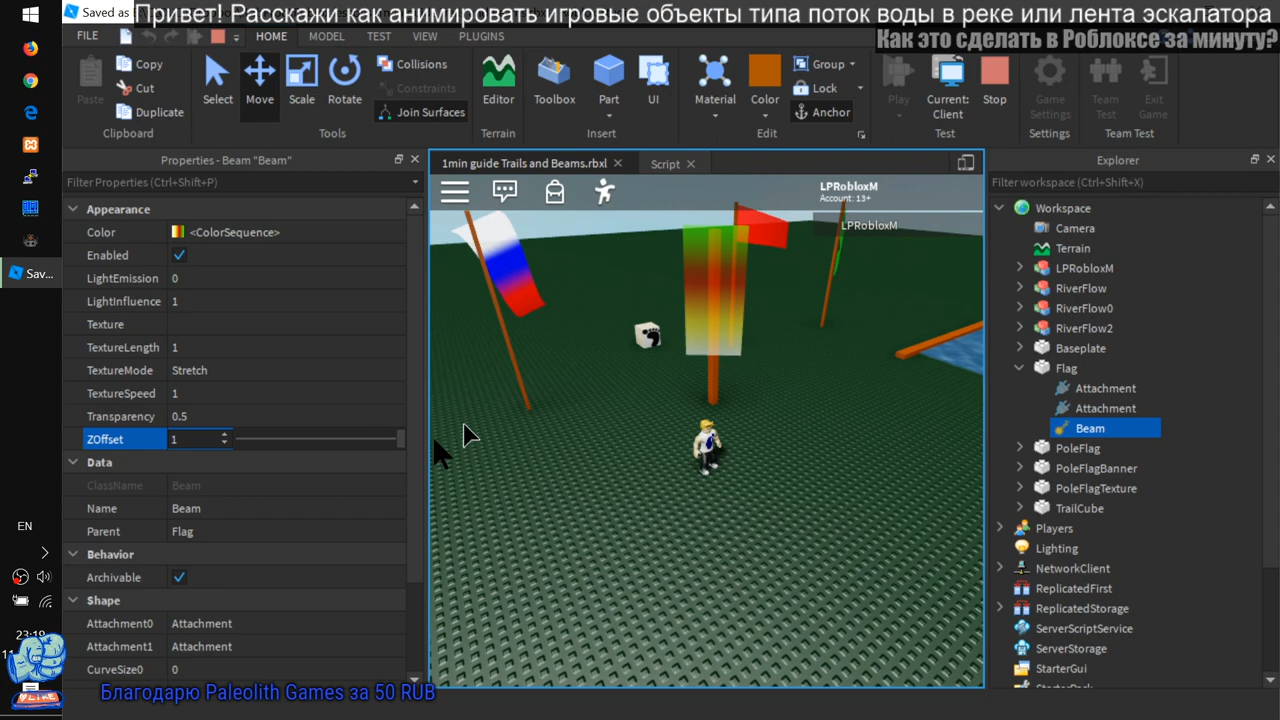 Saved as
Привет! Расскажи как анимировать игровые объекты типа поток воды в реке или лента эскалатора
Как это сделать в Роблоксе за минуту?
FILE
HOME
MODEL
TEST
VIEW
PLUGINS
Paste
Copy
Cut
Duplicate
Clipboard
Select
Move
Scale
Rotate
Collisions
Constraints
Join Surfaces
Tools
Editor
Terrain
Toolbox
Part
UI
Insert
Material
Color
Group
Lock
Anchor
Edit
Play
Current:
Client
Stop
Test
Game
Settings
Settings
Team
Test
Exit
Game
Team Test
Properties - Beam "Beam"
Filter Properties (Ctrl+Shift+P)
Appearance
Color <ColorSequence>
Enabled
LightEmission 0
LightInfluence 1
Texture
TextureLength 1
TextureMode Stretch
TextureSpeed 1
Transparency 0.5
ZOffset 1
Data
ClassName Beam
Name Beam
Parent Flag
Behavior
Archivable
Shape
Attachment0 Attachment
Attachment1 Attachment
CurveSize0 0
1min guide Trails and Beams.rbxl
Script
LPRobloxM
Account: 13+
LPRobloxM
Explorer
Filter workspace (Ctrl+Shift+X)
Workspace
Camera
Terrain
LPRobloxM
RiverFlow
RiverFlow0
RiverFlow2
Baseplate
Flag
Attachment
Attachment
Beam
PoleFlag
PoleFlagBanner
PoleFlagTexture
TrailCube
Players
Lighting
NetworkClient
ReplicatedFirst
ReplicatedStorage
ServerScriptService
ServerStorage
StarterGui
Sav...
EN
23:19
LIKE
Благодарю Paleolith Games за 50 RUB